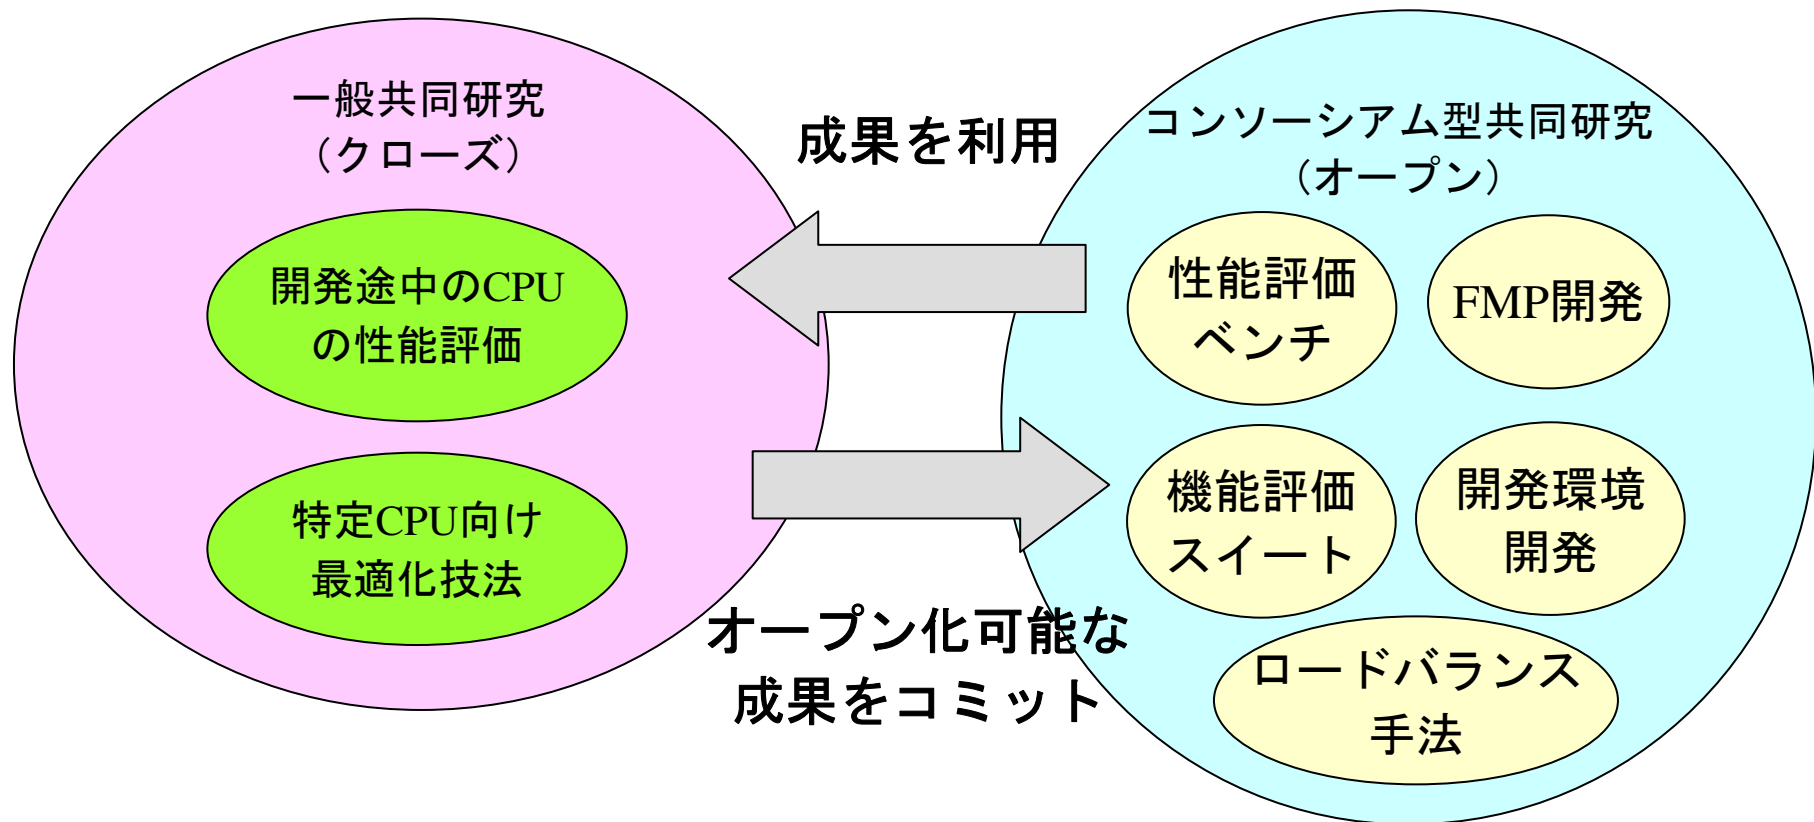 一般共同研究
（クローズ）
開発途中のCPU
の性能評価
特定CPU向け
最適化技法
成果を利用
オープン化可能な
成果をコミット
コンソーシアム型共同研究
（オープン）
性能評価
ベンチ
FMP開発
機能評価
スイート
開発環境
開発
ロードバランス
手法